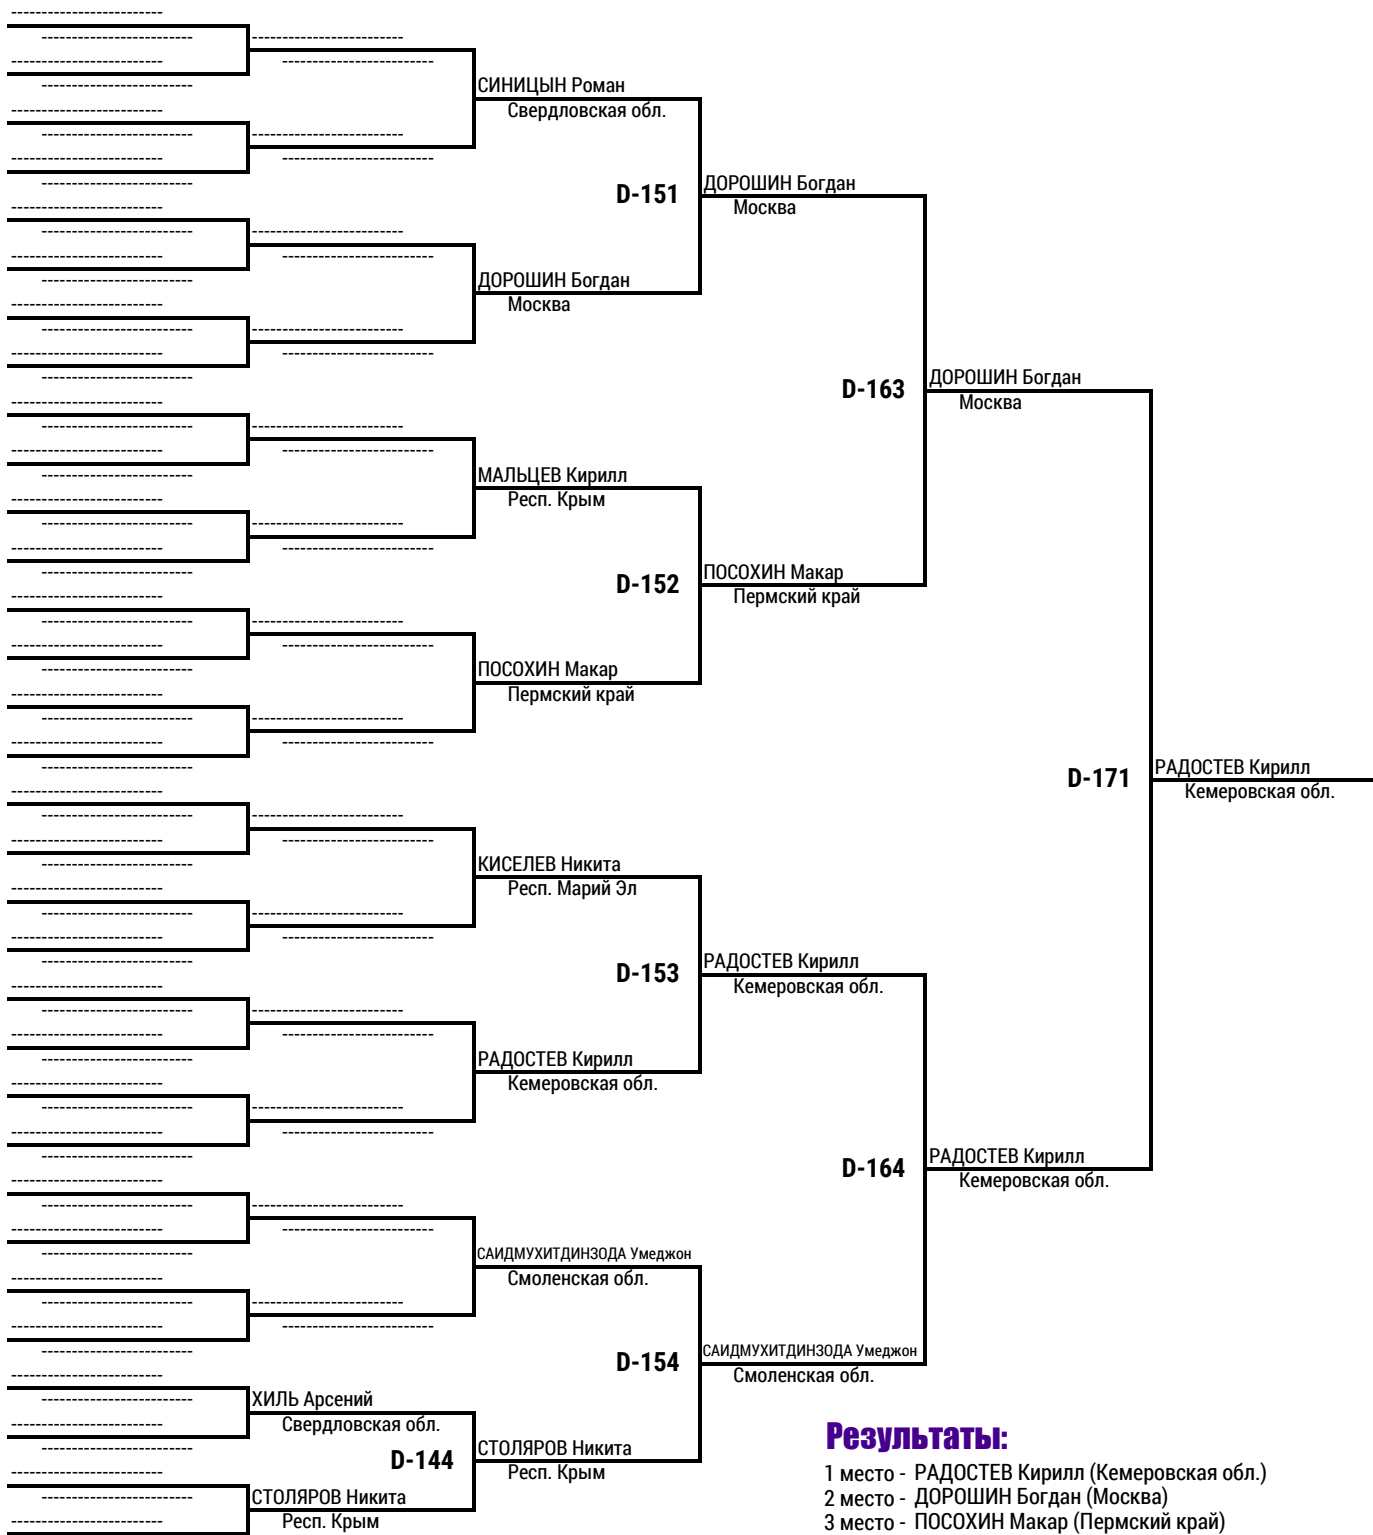 СИНИЦЫН Роман
Свердловская обл.
D-151
ДОРОШИН Богдан
Москва
ДОРОШИН Богдан
Москва
D-163
ДОРОШИН Богдан
Москва
МАЛЬЦЕВ Кирилл
Респ. Крым
D-152
ПОСОХИН Макар
Пермский край
ПОСОХИН Макар
Пермский край
D-171
РАДОСТЕВ Кирилл
Кемеровская обл.
КИСЕЛЕВ Никита
Респ. Марий Эл
D-153
РАДОСТЕВ Кирилл
Кемеровская обл.
РАДОСТЕВ Кирилл
Кемеровская обл.
D-164
РАДОСТЕВ Кирилл
Кемеровская обл.
САИДМУХИТДИНЗОДА Умеджон
Смоленская обл.
D-154
САИДМУХИТДИНЗОДА Умеджон
Смоленская обл.
ХИЛЬ Арсений
Свердловская обл.
D-144
СТОЛЯРОВ Никита
Респ. Крым
СТОЛЯРОВ Никита
Респ. Крым
Результаты:
1 место - РАДОСТЕВ Кирилл (Кемеровская обл.)
2 место - ДОРОШИН Богдан (Москва)
3 место - ПОСОХИН Макар (Пермский край)